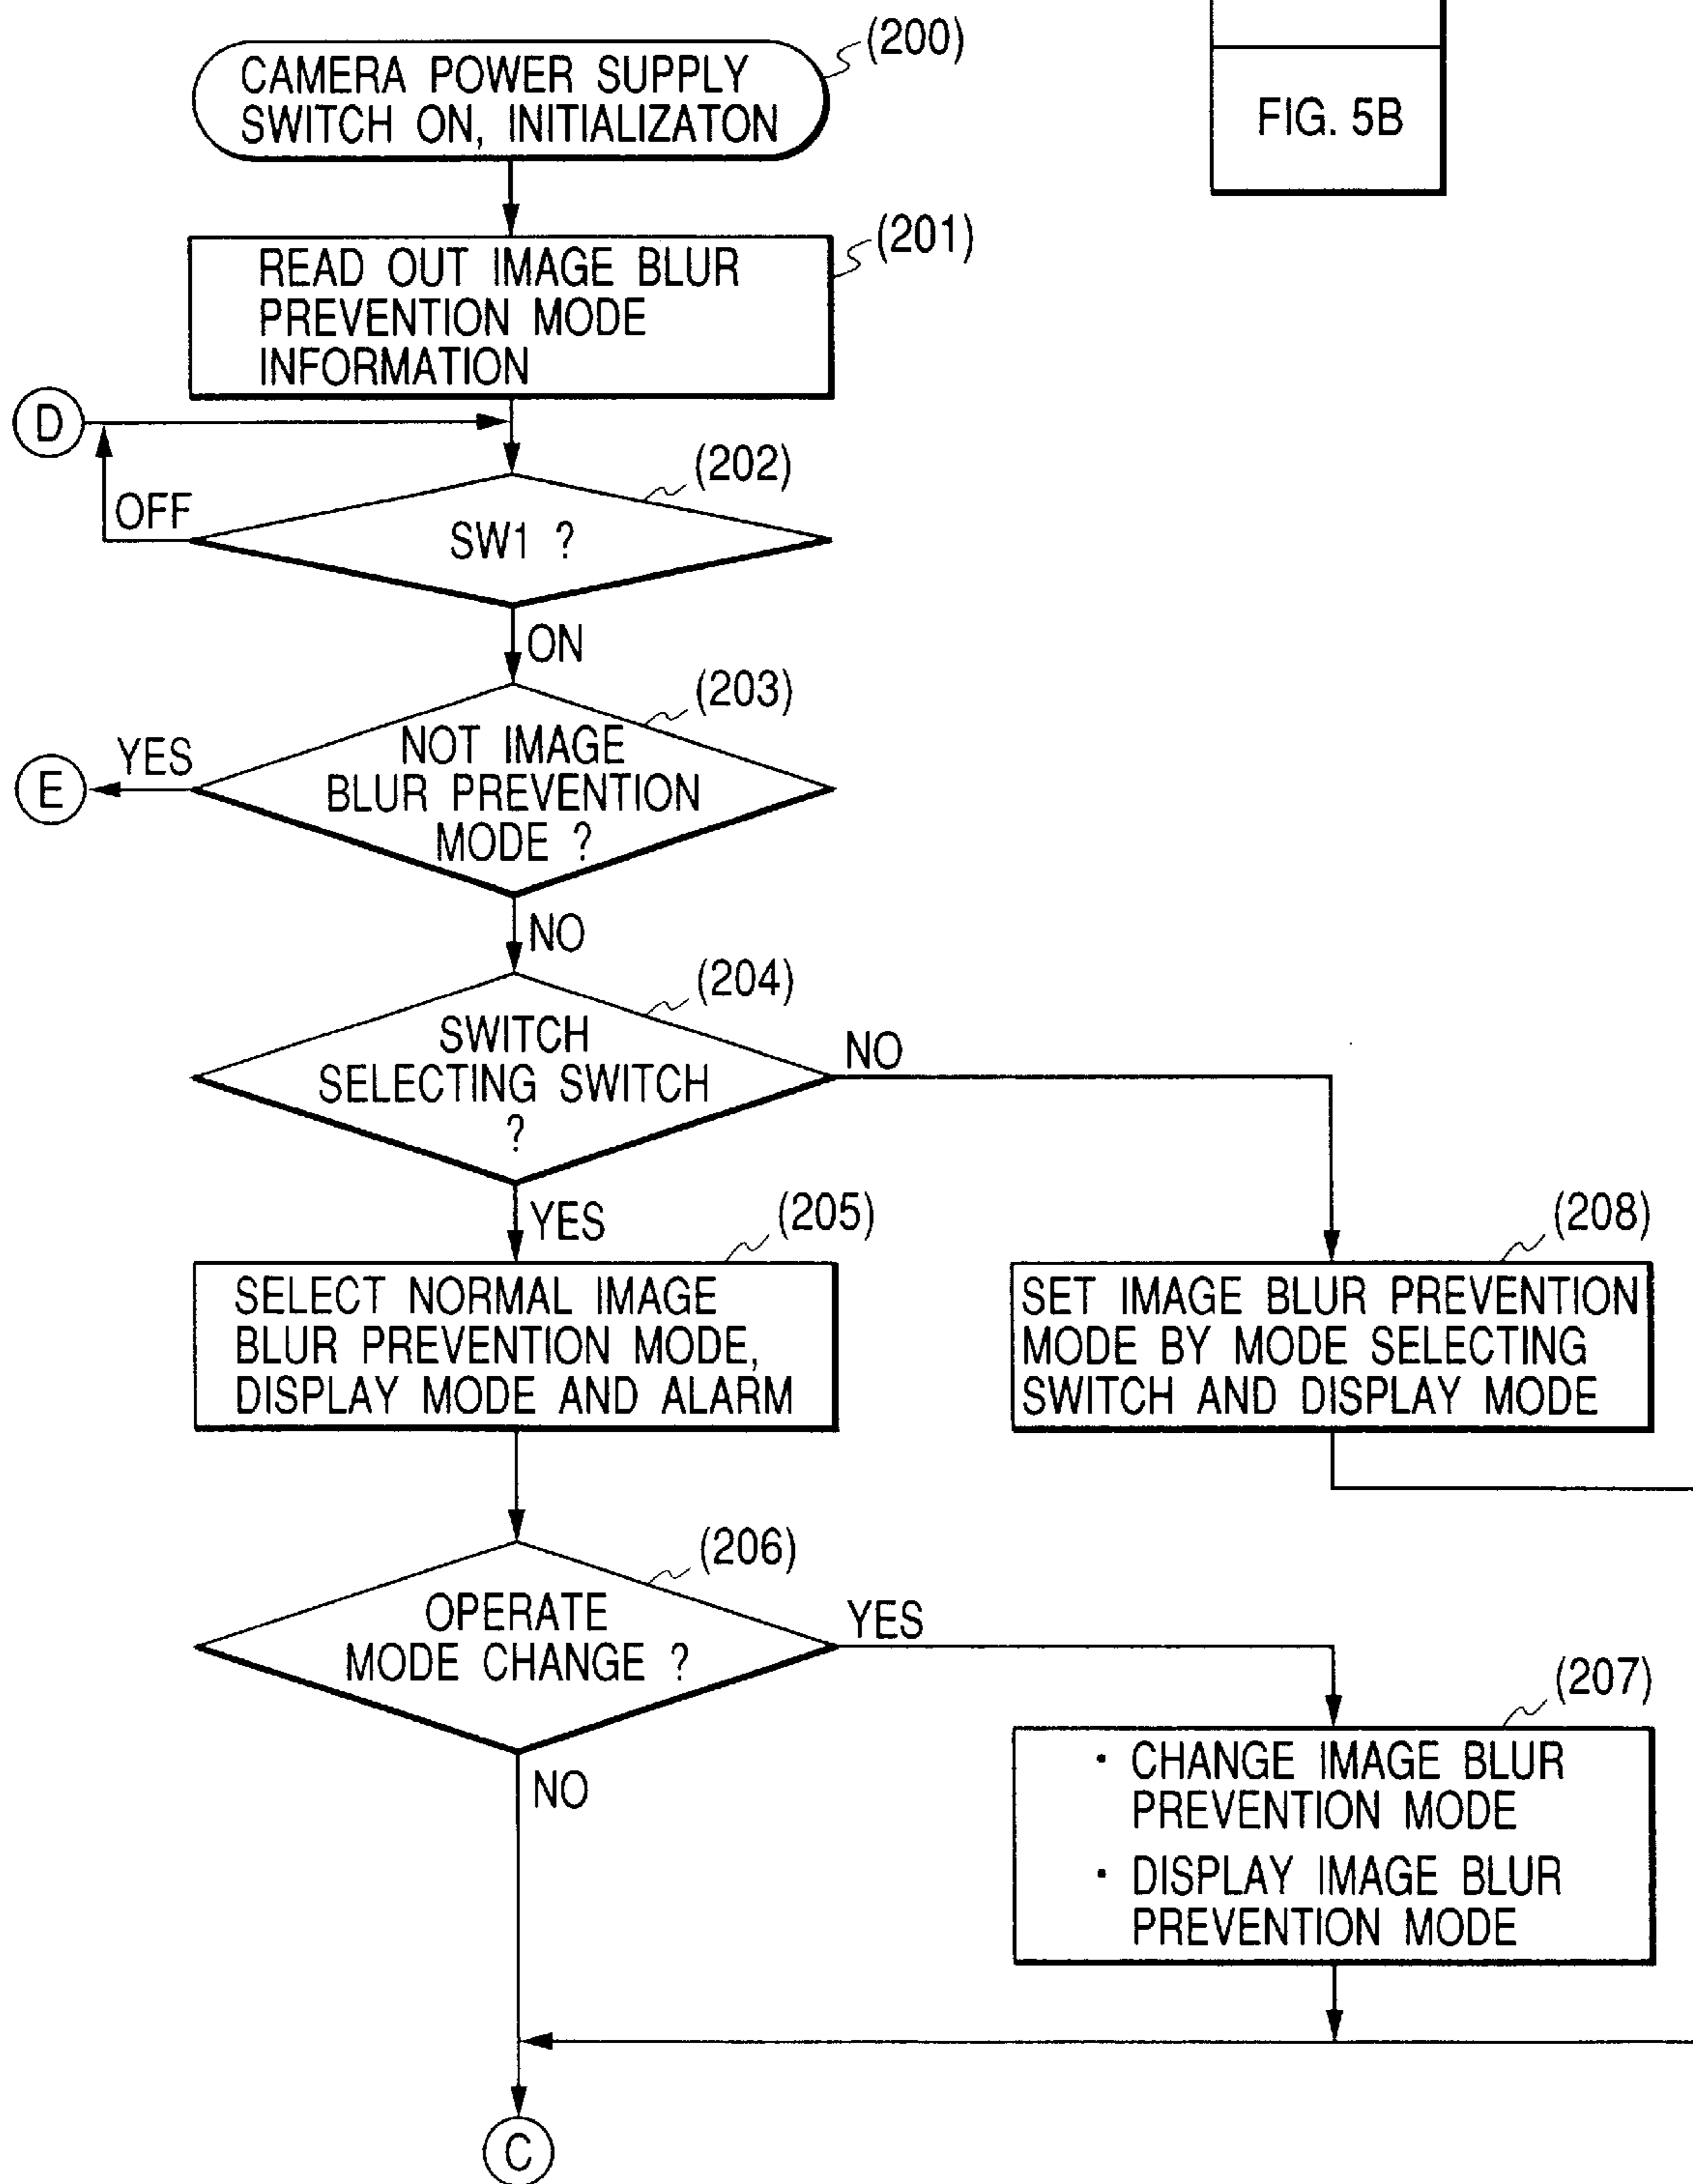 (200)
CAMERA POWER SUPPLY
SWITCH ON, INITIALIZATON
FIG. 5B
(201)
READ OUT IMAGE BLUR
PREVENTION MODE
INFORMATION
D
(202)
OFF
SW1 ?
ON
(203)
YES
E
NOT IMAGE
BLUR PREVENTION
MODE ?
NO
(204)
SWITCH
SELECTING SWITCH
?
NO
YES
(205)
SELECT NORMAL IMAGE
BLUR PREVENTION MODE,
DISPLAY MODE AND ALARM
(208)
SET IMAGE BLUR PREVENTION
MODE BY MODE SELECTING
SWITCH AND DISPLAY MODE
(206)
OPERATE
MODE CHANGE ?
YES
NO
(207)
· CHANGE IMAGE BLUR
PREVENTION MODE
· DISPLAY IMAGE BLUR
PREVENTION MODE
C